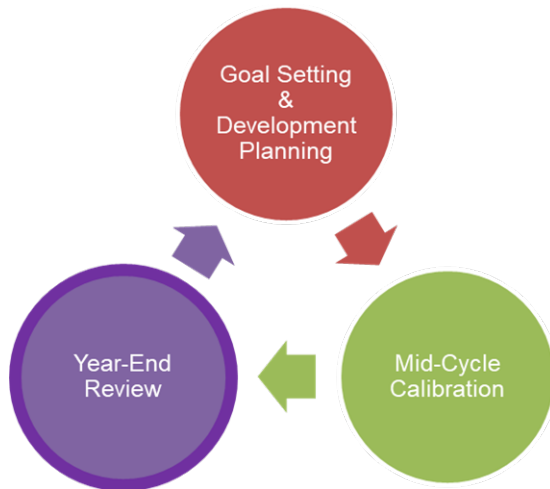 Goal Setting
&
Development
Planning
Year-End
Review
Mid-Cycle
Calibration